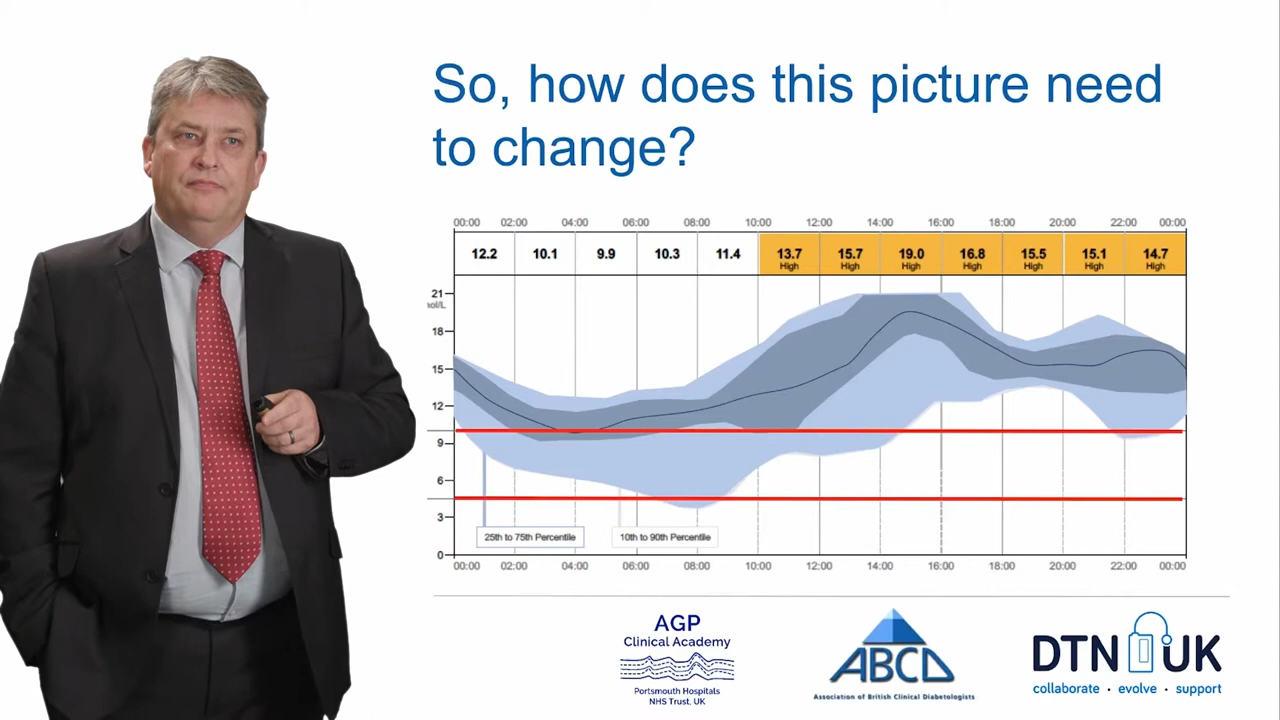 So, how does this picture need
to change?
00:00 02:00 04:00 06:00 08:00 10:00 12:00 14:00 16:00 18:00 20:00 22:00 00:00
12.2 10.1 9.9 10.3 11.4 13.7 15.7 19.0 16.8 15.5 15.1 14.7
High High High High High High High
21
mol/L
18
15
12
9
6
3
25th to 75th Percentile 10th to 90th Percentile
0
00:00 02:00 04:00 06:00 08:00 10:00 12:00 14:00 16:00 18:00 20:00 22:00 00:00
AGP
Clinical Academy
Portsmouth Hospitals
NHS Trust, UK
ABCD
Association of British Clinical Diabetologists
DTN UK
collaborate · evolve · support